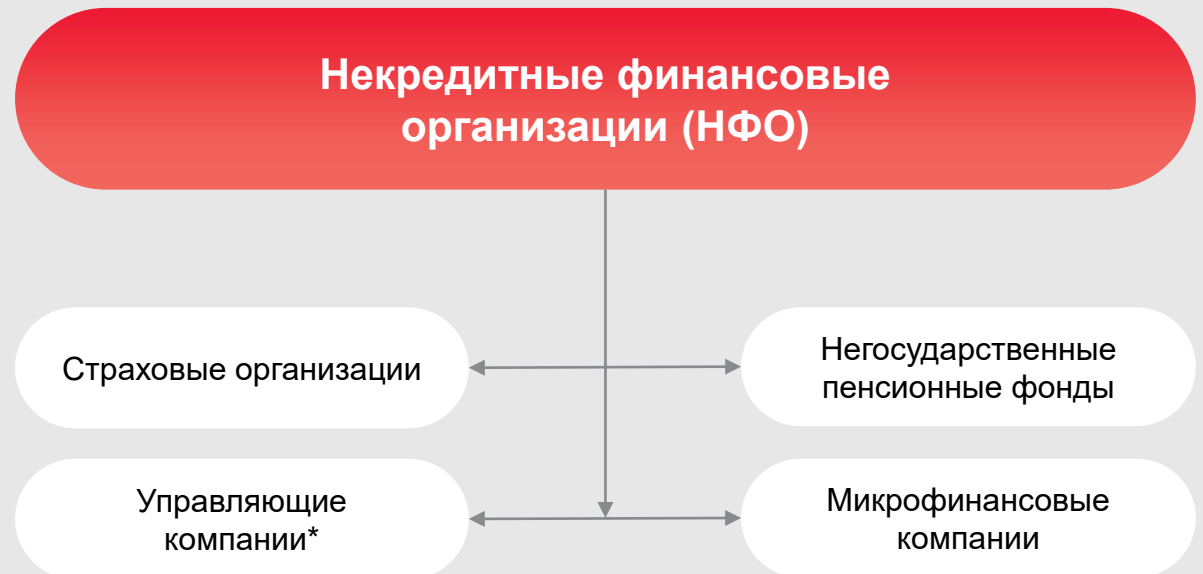 Некредитные финансовые
организации (НФО)
Страховые организации
Негосударственные
пенсионные фонды
Управляющие
компании*
Микрофинансовые
компании